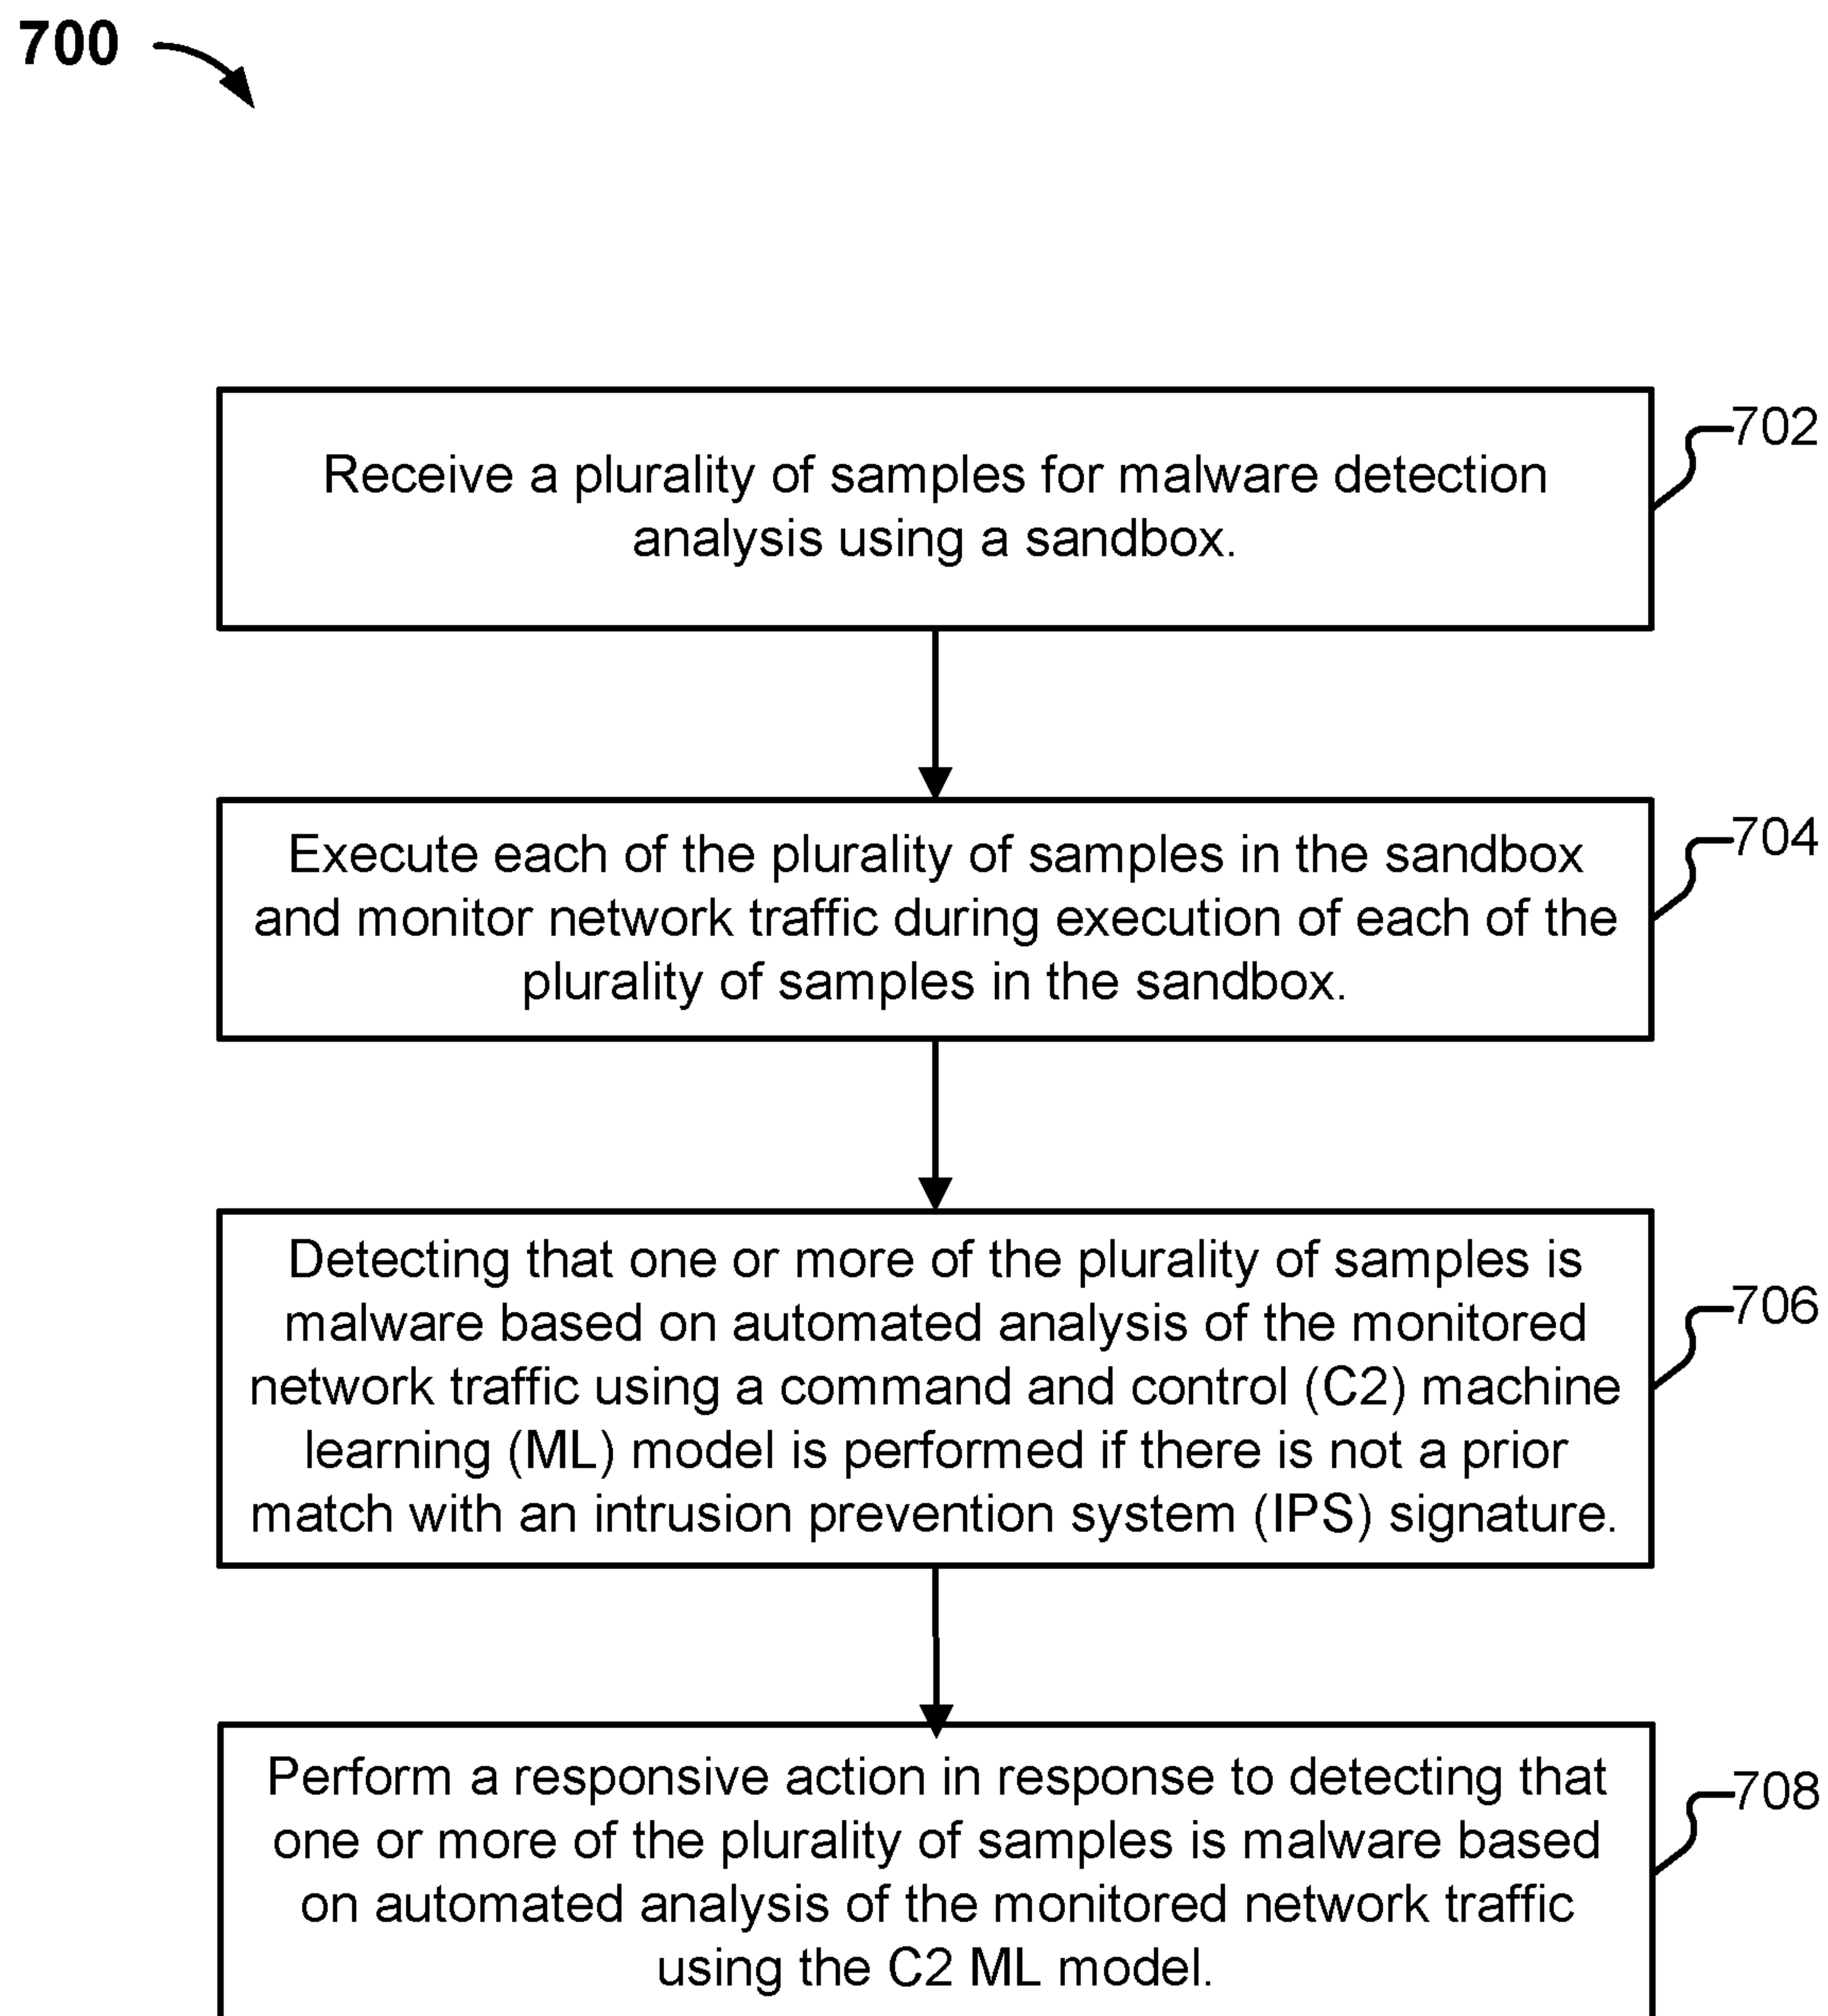 700
Receive a plurality of samples for malware detection
analysis using a sandbox.
702
Execute each of the plurality of samples in the sandbox
and monitor network traffic during execution of each of the
plurality of samples in the sandbox.
704
Detecting that one or more of the plurality of samples is
malware based on automated analysis of the monitored
network traffic using a command and control (C2) machine
learning (ML) model is performed if there is not a prior
match with an intrusion prevention system (IPS) signature.
706
Perform a responsive action in response to detecting that
one or more of the plurality of samples is malware based
on automated analysis of the monitored network traffic
using the C2 ML model.
708